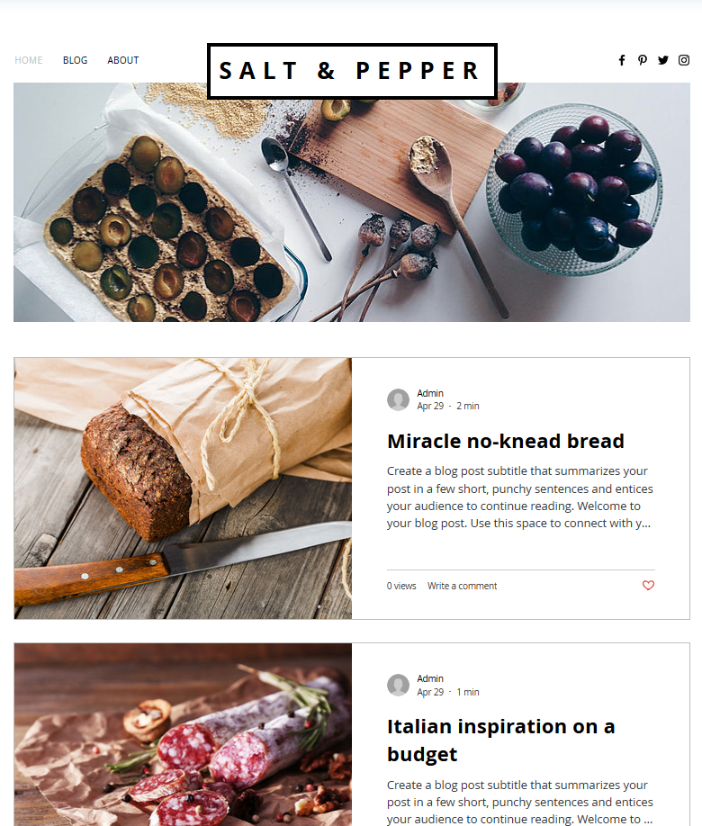 HOME BLOG ABOUT
SALT & PEPPER
Admin
Apr 29 · 2 min
Miracle no-knead bread
Create a blog post subtitle that summarizes your
post in a few short, punchy sentences and entices
your audience to continue reading. Welcome to
your blog post. Use this space to connect with y...
0 views Write a comment
Admin
Apr 29 · 1 min
Italian inspiration on a
budget
Create a blog post subtitle that summarizes your
post in a few short, punchy sentences and entices
your audience to continue reading. Welcome to ...